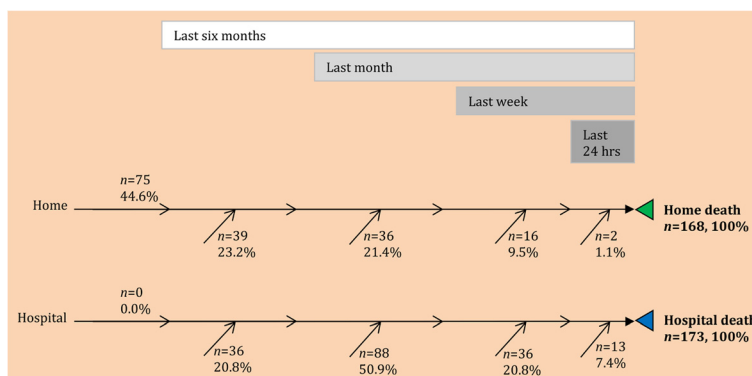 Last six months
Last month
Last week
Last
24 hrs
n=75
44.6%
Home
Home death
n=168, 100%
n=39
23.2%
n=36
21.4%
n=16
9.5%
n=2
1.1%
n=0
0.0%
Hospital
Hospital death
n=173, 100%
n=36
20.8%
n=88
50.9%
n=36
20.8%
n=13
7.4%